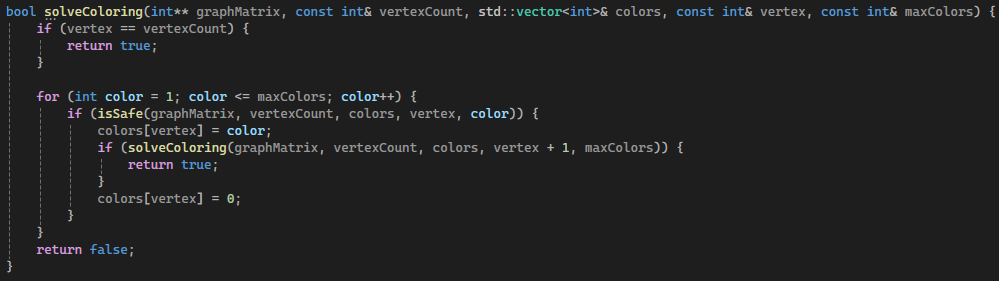 bool solveColoring(int** graphMatrix, const int& vertexCount, std::vector<int>& colors, const int& vertex, const int& maxColors) {
    if (vertex == vertexCount) {
        return true;
    }

    for (int color = 1; color <= maxColors; color++) {
        if (isSafe(graphMatrix, vertexCount, colors, vertex, color)) {
            colors[vertex] = color;
            if (solveColoring(graphMatrix, vertexCount, colors, vertex + 1, maxColors)) {
                return true;
            }
            colors[vertex] = 0;
        }
    }
    return false;
}